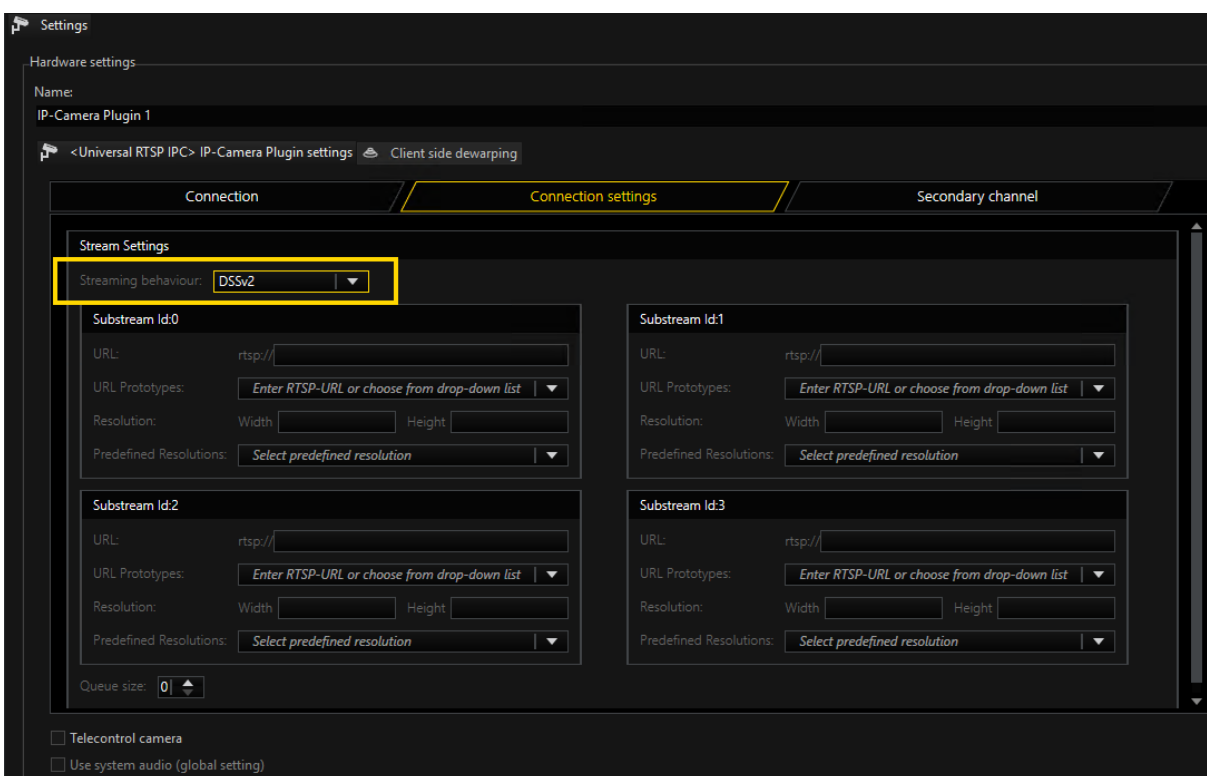 Settings
Hardware settings
Name:
IP-Camera Plugin 1
<Universal RTSP IPC> IP-Camera Plugin settings Client side dewarping
Connection Connection settings Secondary channel
Stream Settings
Streaming behaviour: DSSv2
Substream Id:0
URL: rtsp://
URL Prototypes: Enter RTSP-URL or choose from drop-down list
Resolution: Width Height
Predefined Resolutions: Select predefined resolution
Substream Id:1
URL: rtsp://
URL Prototypes: Enter RTSP-URL or choose from drop-down list
Resolution: Width Height
Predefined Resolutions: Select predefined resolution
Substream Id:2
URL: rtsp://
URL Prototypes: Enter RTSP-URL or choose from drop-down list
Resolution: Width Height
Predefined Resolutions: Select predefined resolution
Substream Id:3
URL: rtsp://
URL Prototypes: Enter RTSP-URL or choose from drop-down list
Resolution: Width Height
Predefined Resolutions: Select predefined resolution
Queue size: 0
Telecontrol camera
Use system audio (global setting)